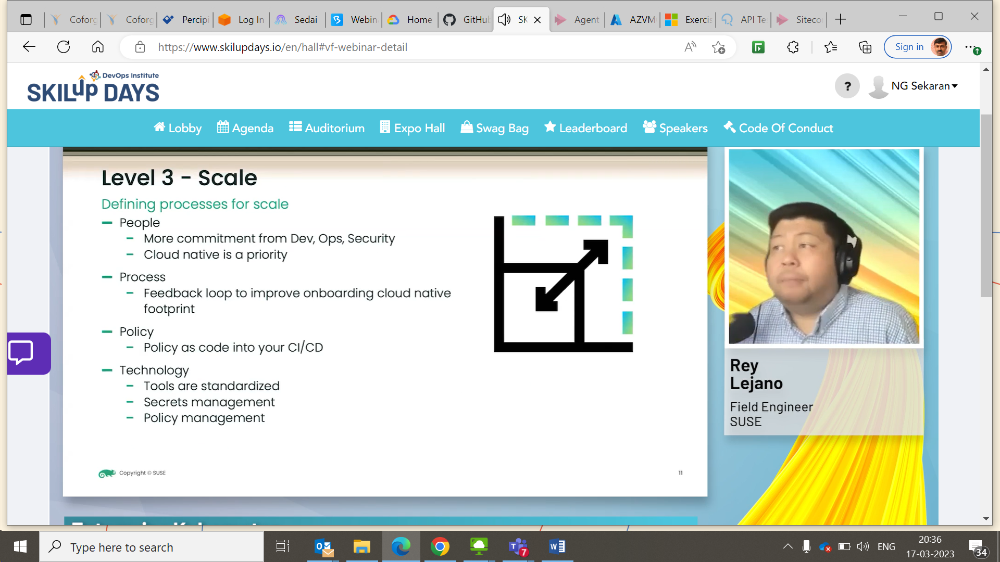 Coforg
Coforg
Percipi
Log In
Sedai
Webin
Home
GitHub
SK
Agent
AZVM
Exercis
API Te
Siteco
https://www.skilupdays.io/en/hall#vf-webinar-detail
Sign in
DevOps Institute
SKILup DAYS
?
NG Sekaran
Lobby
Agenda
Auditorium
Expo Hall
Swag Bag
Leaderboard
Speakers
Code Of Conduct
Level 3 - Scale
Defining processes for scale
People
- More commitment from Dev, Ops, Security
- Cloud native is a priority
Process
- Feedback loop to improve onboarding cloud native
footprint
Policy
- Policy as code into your CI/CD
Technology
- Tools are standardized
- Secrets management
- Policy management
Copyright © SUSE
11
Rey
Lejano
Field Engineer
SUSE
Type here to search
7
ENG
20:36
17-03-2023
34